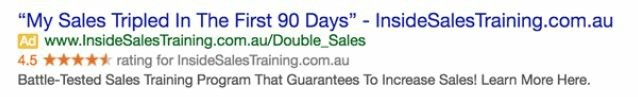 “My Sales Tripled In The First 90 Days” - InsideSalesTraining.com.au
Ad www.InsideSalesTraining.com.au/Double_Sales
4.5 ★★★★★ rating for InsideSalesTraining.com.au
Battle-Tested Sales Training Program That Guarantees To Increase Sales! Learn More Here.